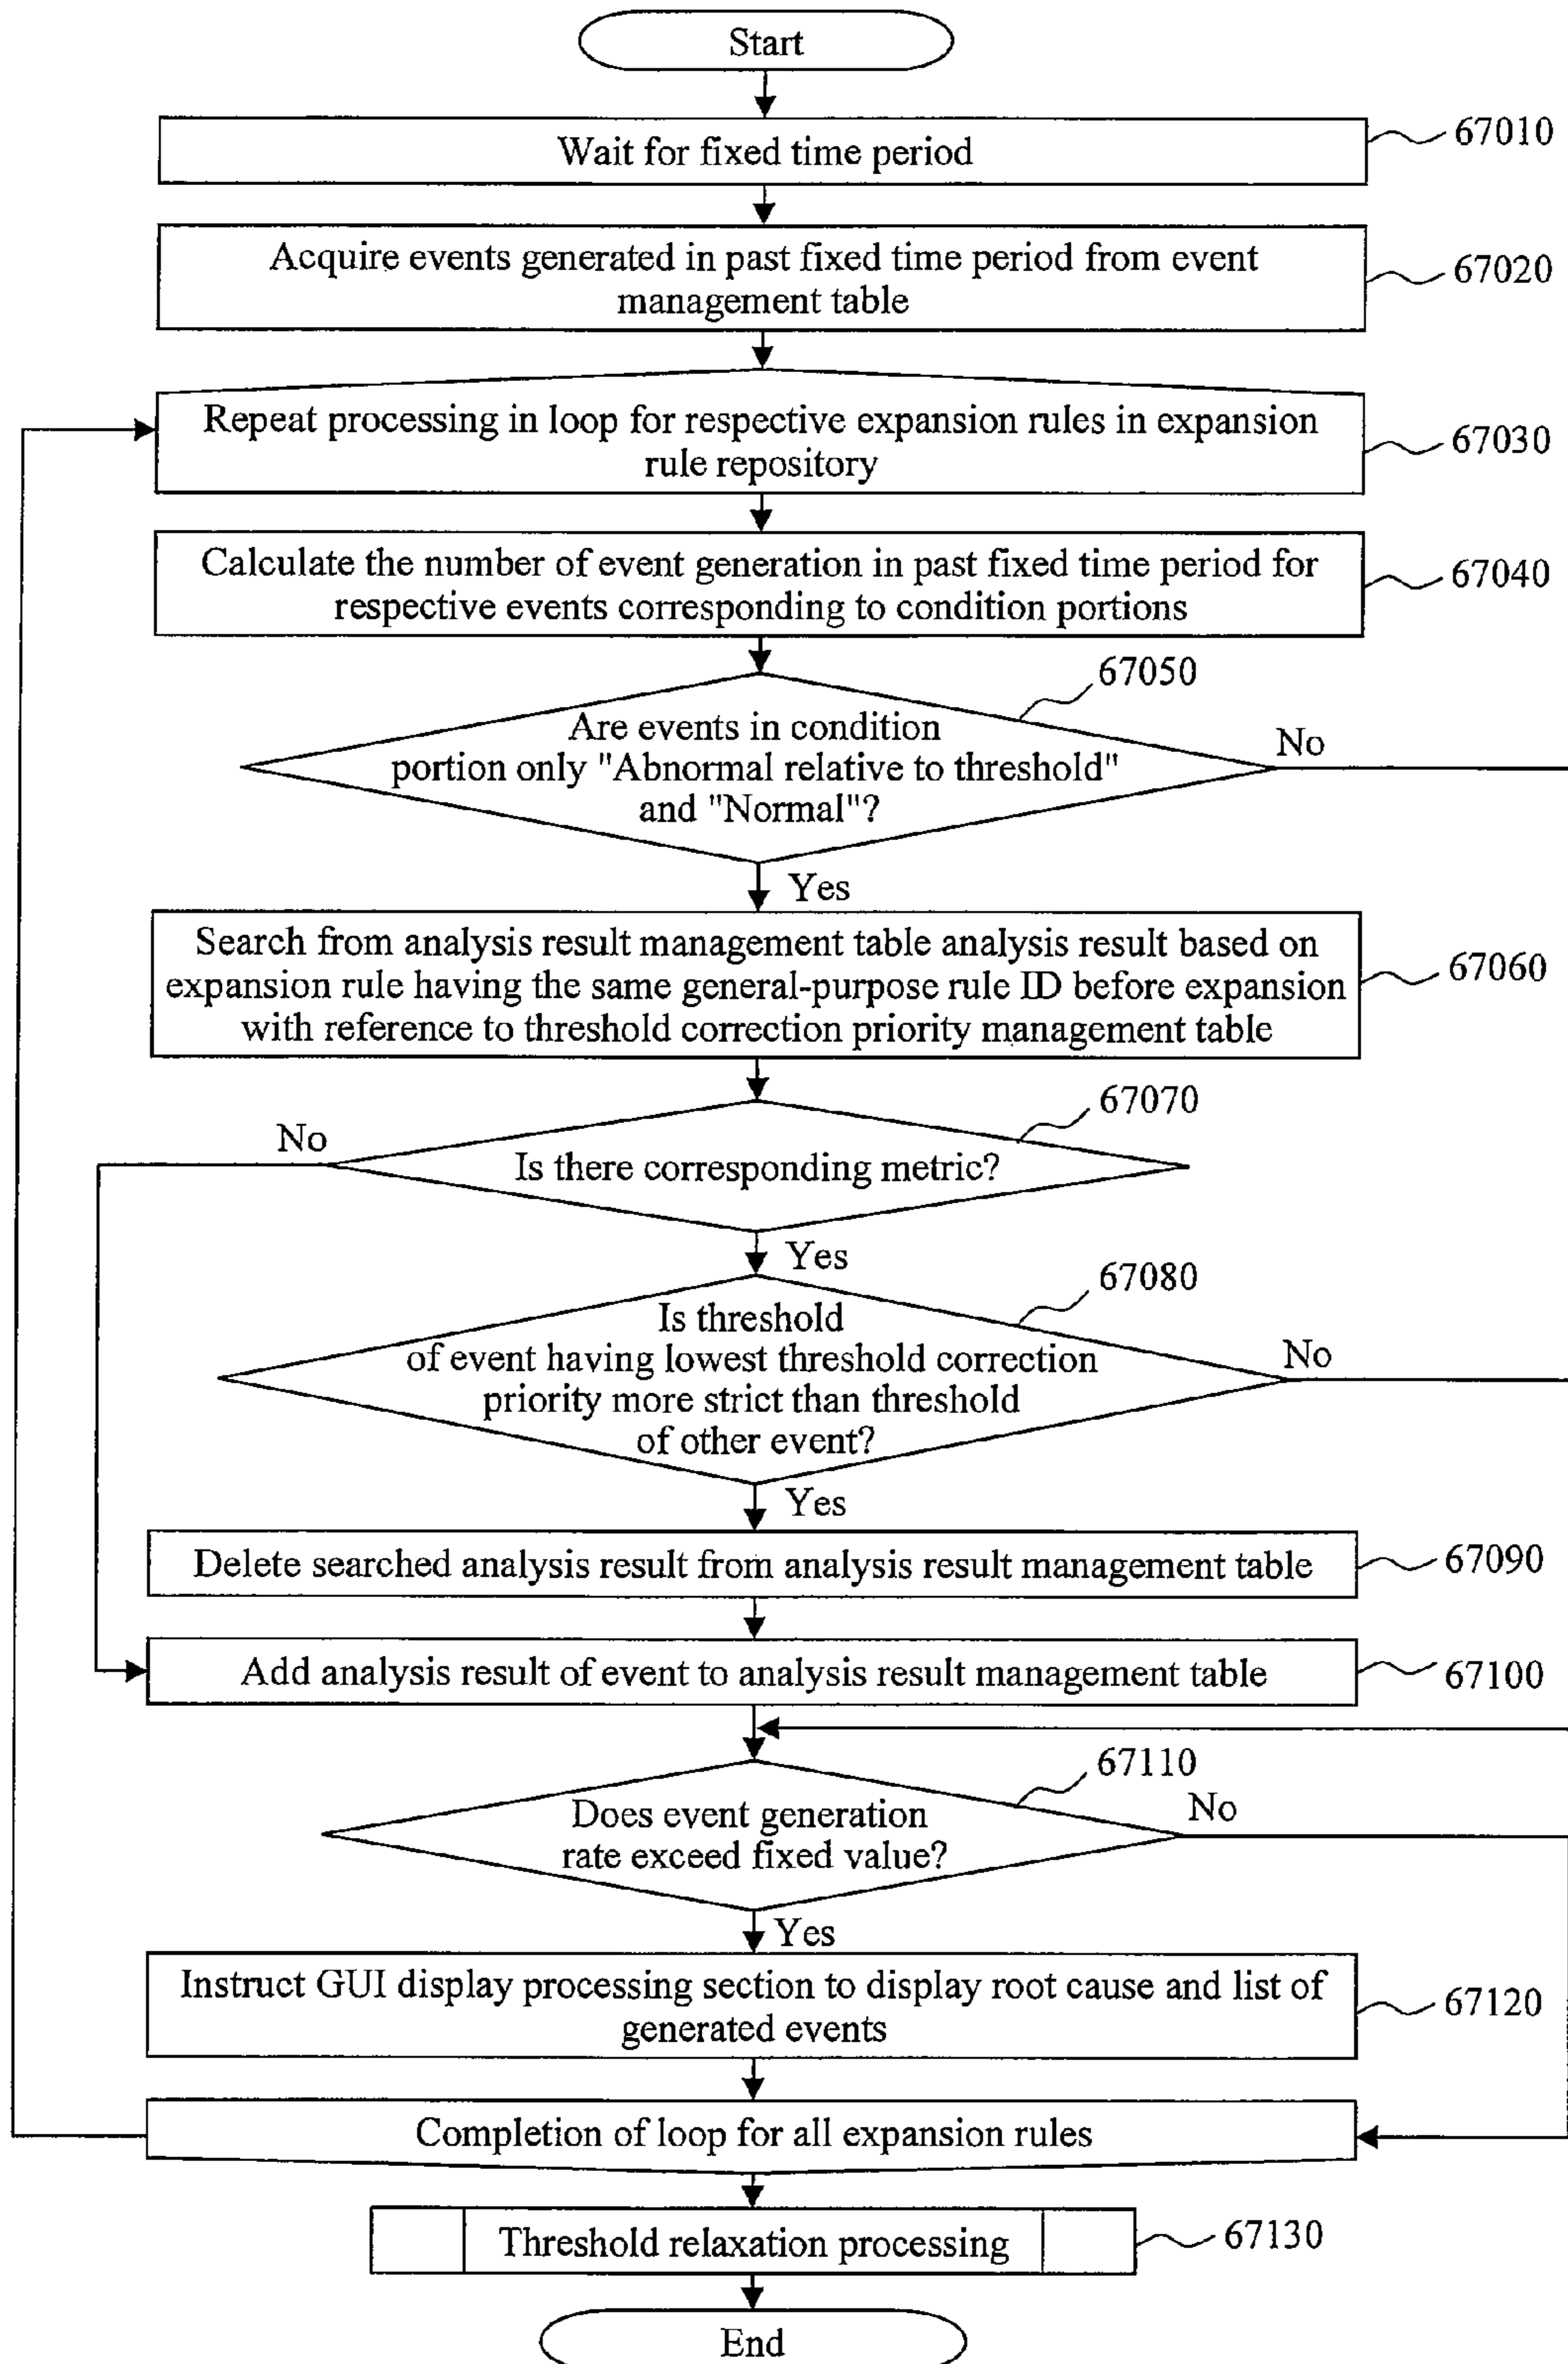 Start
Wait for fixed time period
67010
Acquire events generated in past fixed time period from event
management table
67020
Repeat processing in loop for respective expansion rules in expansion
rule repository
67030
Calculate the number of event generation in past fixed time period for
respective events corresponding to condition portions
67040
67050
Are events in condition
portion only "Abnormal relative to threshold"
and "Normal"?
No
Yes
Search from analysis result management table analysis result based on
expansion rule having the same general-purpose rule ID before expansion
with reference to threshold correction priority management table
67060
67070
No
Is there corresponding metric?
Yes
67080
Is threshold
of event having lowest threshold correction
priority more strict than threshold
of other event?
No
Yes
Delete searched analysis result from analysis result management table
67090
Add analysis result of event to analysis result management table
67100
67110
Does event generation
rate exceed fixed value?
No
Yes
Instruct GUI display processing section to display root cause and list of
generated events
67120
Completion of loop for all expansion rules
Threshold relaxation processing
67130
End